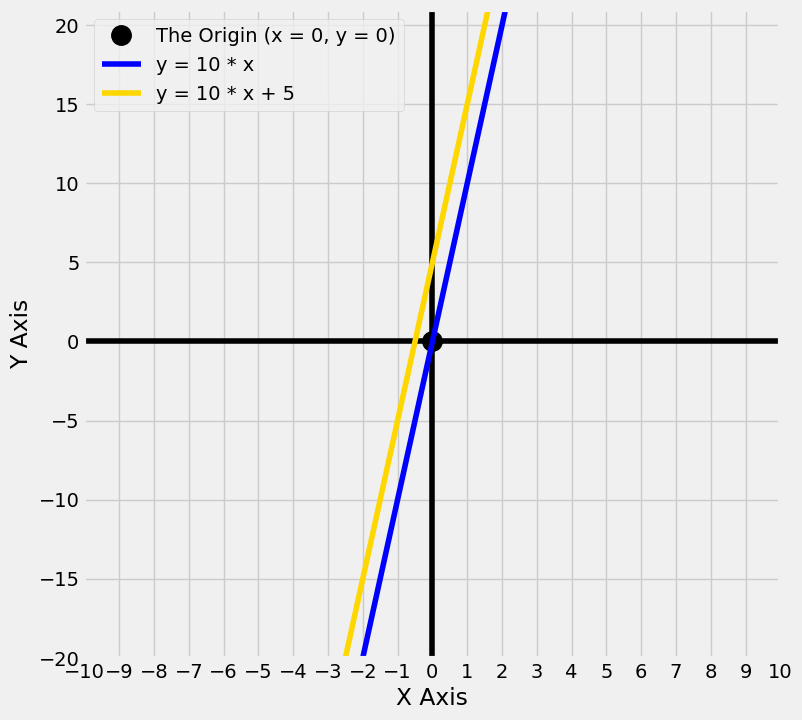 The Origin (x = 0, y = 0)
y = 10 * x
y = 10 * x + 5
20
15
10
5
0
−5
−10
−15
−20
Y Axis
−10 −9 −8 −7 −6 −5 −4 −3 −2 −1 0 1 2 3 4 5 6 7 8 9 10
X Axis